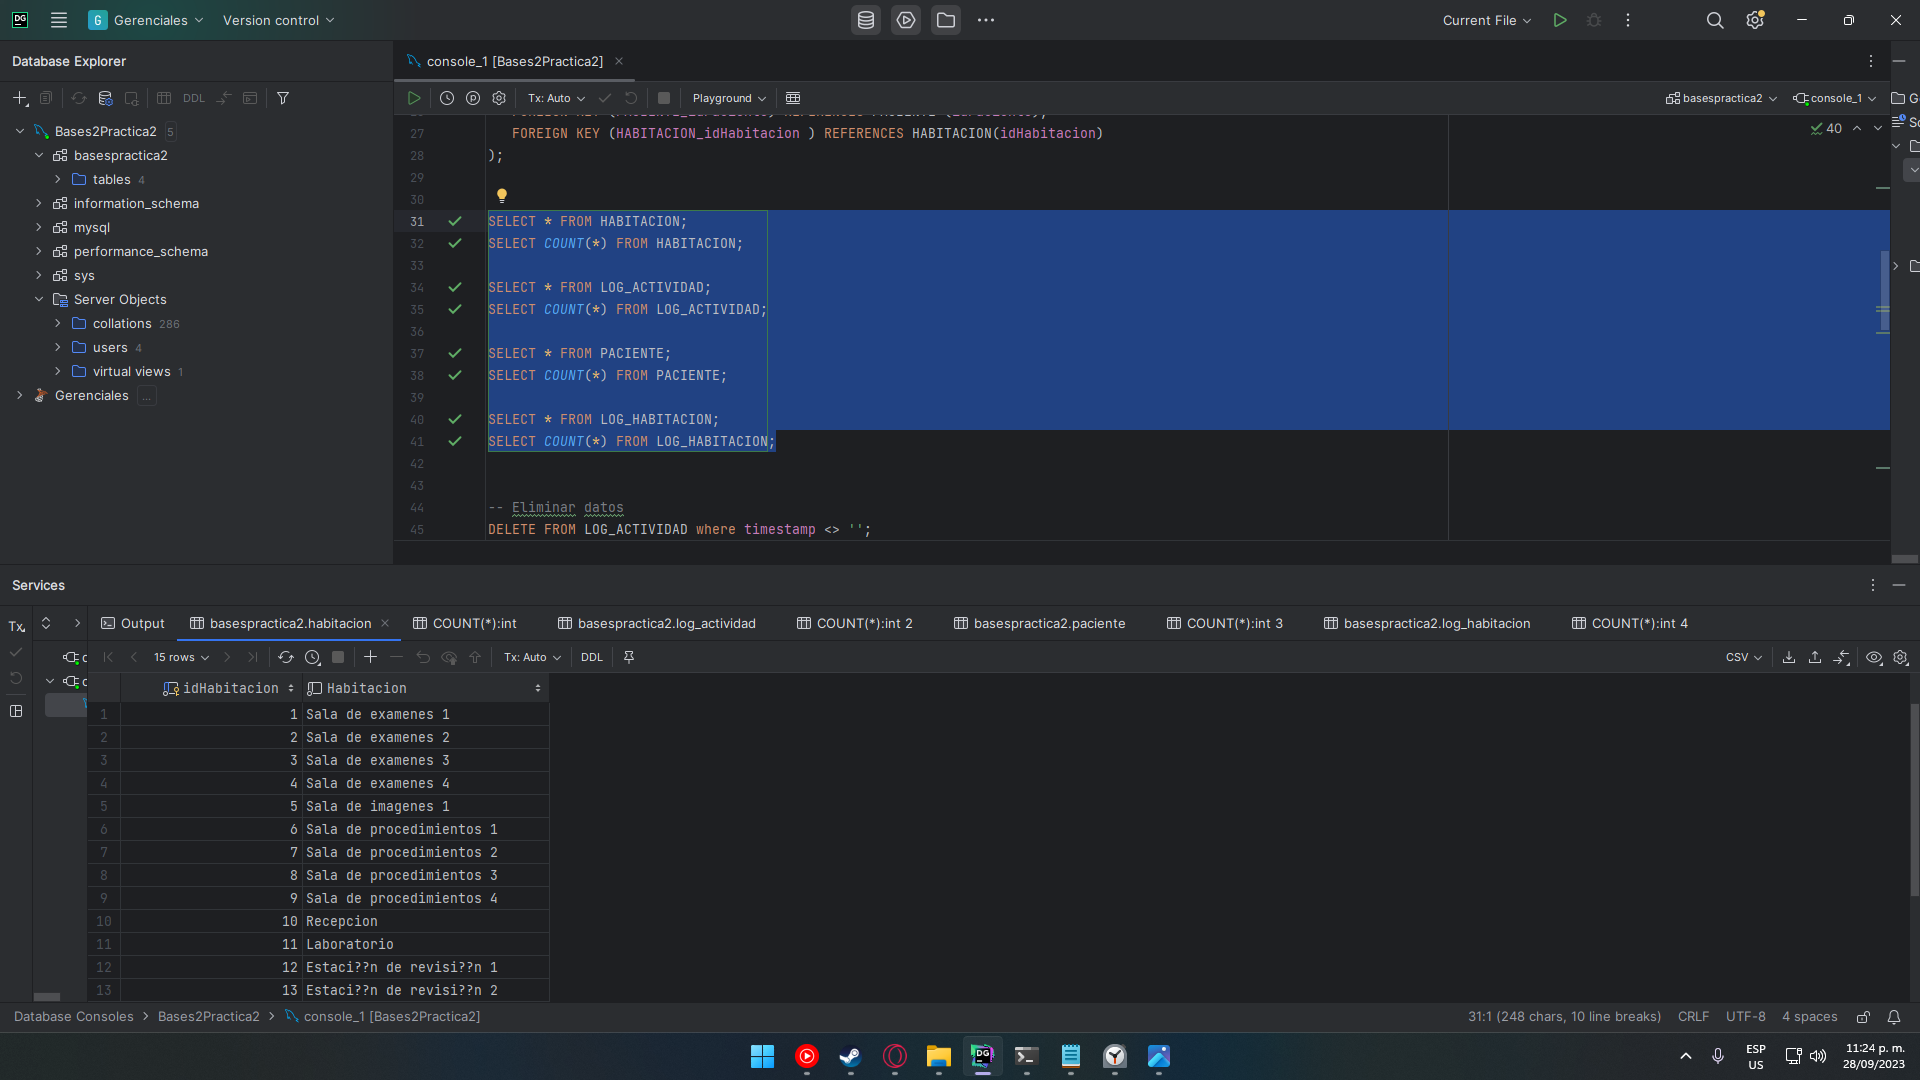 DG
G Gerenciales Version control Current File
Database Explorer
console_1 [Bases2Practica2]
DDL
Tx: Auto Playground basespractica2 console_1
Bases2Practica2 5
basespractica2
tables 4
information_schema
mysql
performance_schema
sys
Server Objects
collations 286
users 4
virtual views 1
Gerenciales ...
40
27 FOREIGN KEY (HABITACION_idHabitacion ) REFERENCES HABITACION(idHabitacion)
28 );
29
30
31 SELECT * FROM HABITACION;
32 SELECT COUNT(*) FROM HABITACION;
33
34 SELECT * FROM LOG_ACTIVIDAD;
35 SELECT COUNT(*) FROM LOG_ACTIVIDAD;
36
37 SELECT * FROM PACIENTE;
38 SELECT COUNT(*) FROM PACIENTE;
39
40 SELECT * FROM LOG_HABITACION;
41 SELECT COUNT(*) FROM LOG_HABITACION;
42
43
44 -- Eliminar datos
45 DELETE FROM LOG_ACTIVIDAD where timestamp <> '';
Services
Tx
Output basespractica2.habitacion COUNT(*):int basespractica2.log_actividad COUNT(*):int 2 basespractica2.paciente COUNT(*):int 3 basespractica2.log_habitacion COUNT(*):int 4
15 rows Tx: Auto DDL CSV
idHabitacion Habitacion
1 1 Sala de examenes 1
2 2 Sala de examenes 2
3 3 Sala de examenes 3
4 4 Sala de examenes 4
5 5 Sala de imagenes 1
6 6 Sala de procedimientos 1
7 7 Sala de procedimientos 2
8 8 Sala de procedimientos 3
9 9 Sala de procedimientos 4
10 10 Recepcion
11 11 Laboratorio
12 12 Estaci??n de revisi??n 1
13 13 Estaci??n de revisi??n 2
Database Consoles > Bases2Practica2 > console_1 [Bases2Practica2]
31:1 (248 chars, 10 line breaks) CRLF UTF-8 4 spaces
DG
ESP
US
11:24 p. m.
28/09/2023